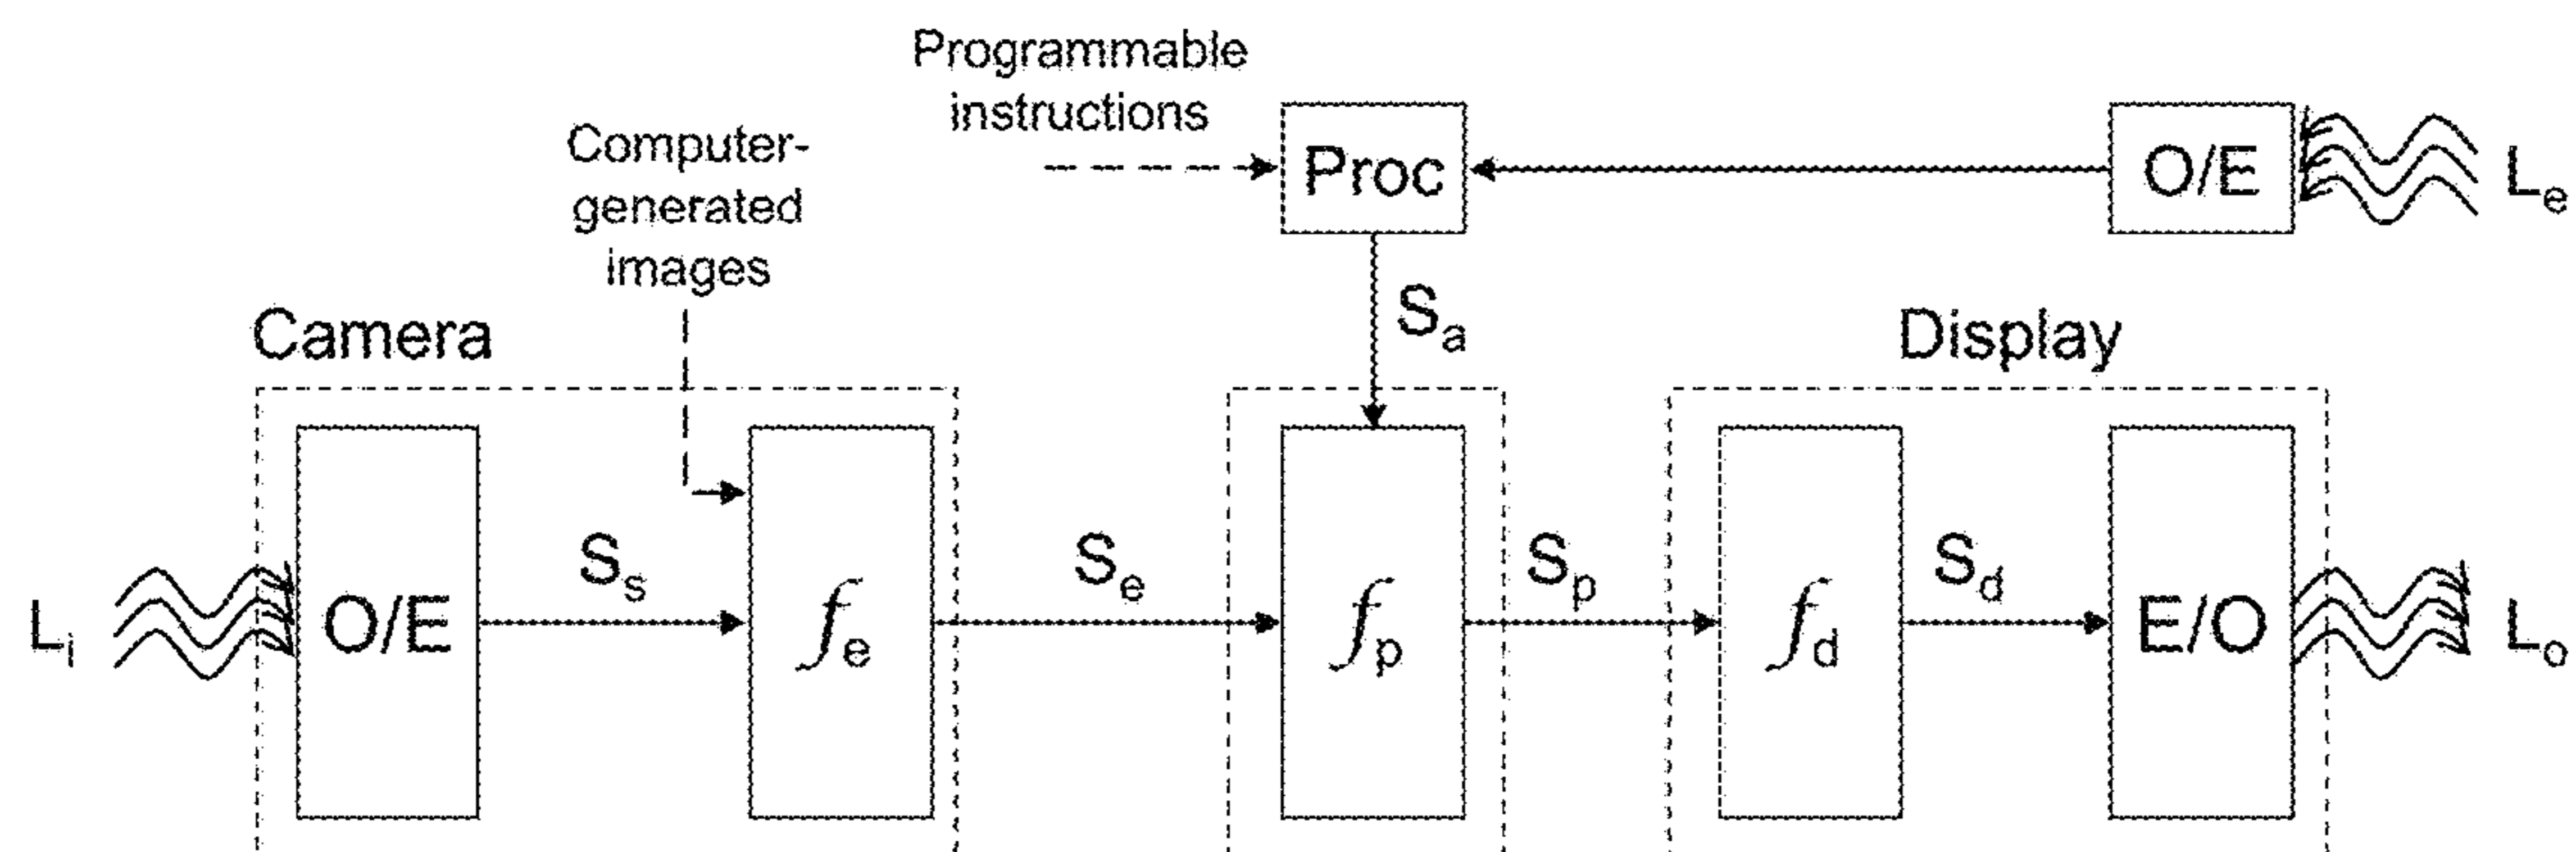 Programmable
instructions
Computer-
generated
images
Proc
O/E
Le
Sa
Camera
Display
Li
O/E
Ss
fe
Se
fp
Sp
fd
Sd
E/O
Lo